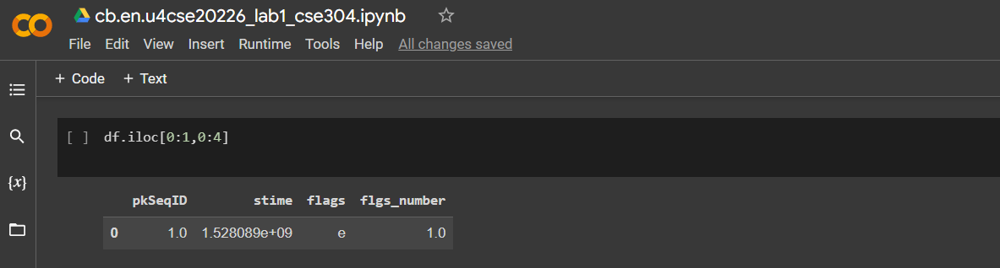 cb.en.u4cse20226_lab1_cse304.ipynb
File Edit View Insert Runtime Tools Help All changes saved
+ Code + Text
[ ] df.iloc[0:1,0:4]
{x}
pkSeqID stime flags flgs_number
0 1.0 1.528089e+09 e 1.0